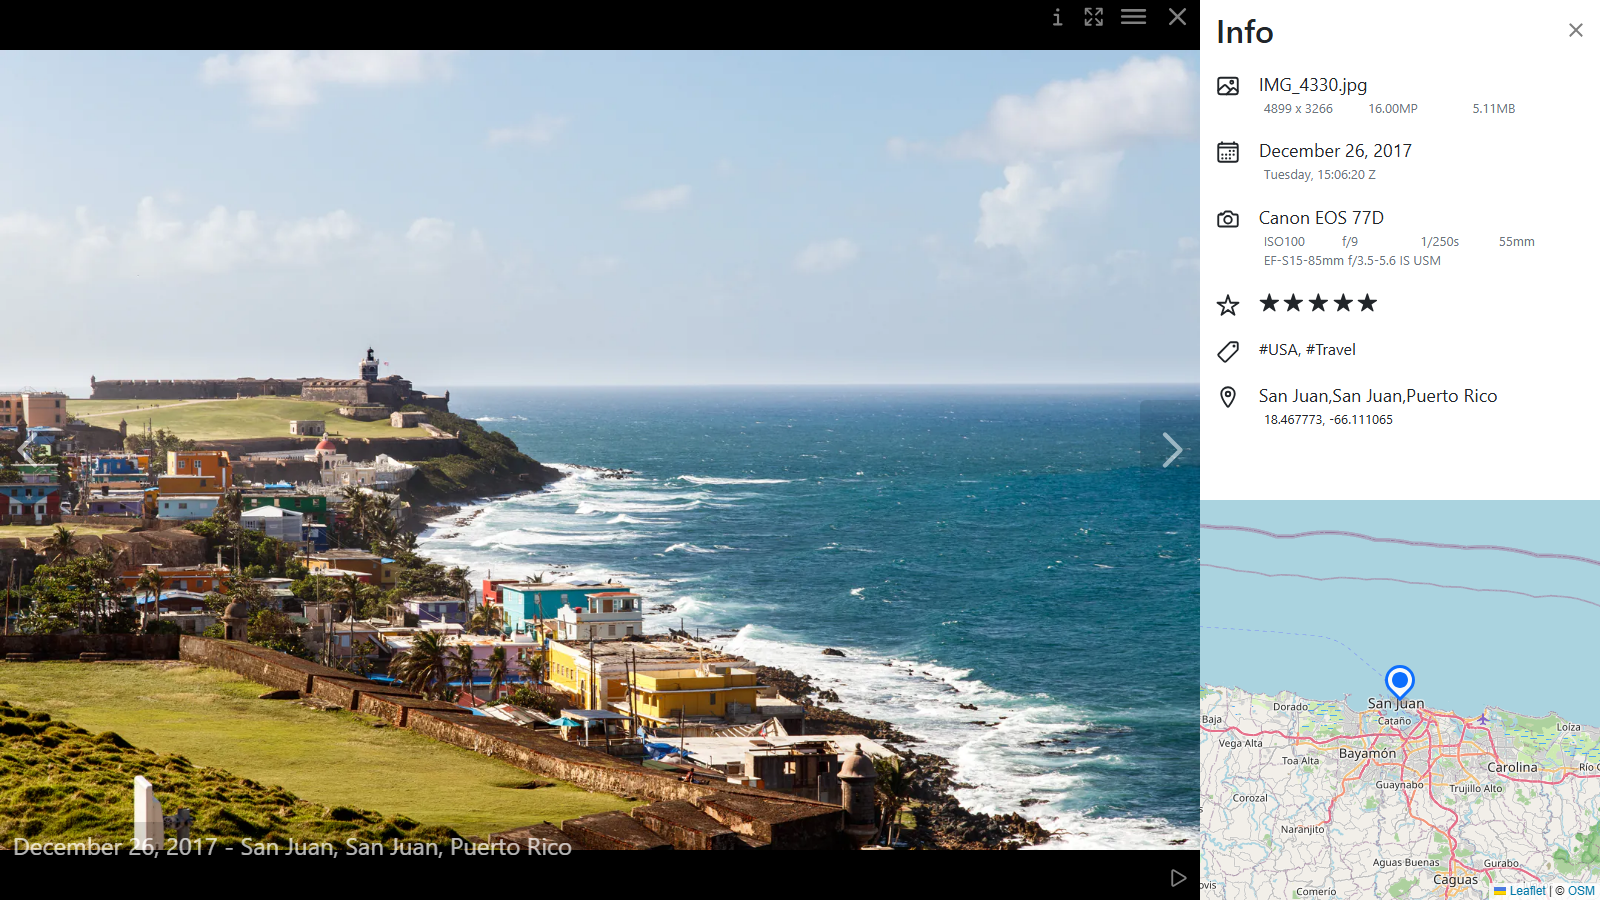 Info
IMG_4330.jpg
4899 x 3266 16.00MP 5.11MB
December 26, 2017
Tuesday, 15:06:20 Z
Canon EOS 77D
ISO100 f/9 1/250s 55mm
EF-S15-85mm f/3.5-5.6 IS USM
#USA, #Travel
San Juan,San Juan,Puerto Rico
18.467773, -66.111065
San Juan
Dorado
Cataño
Baja
Loíza
Vega Alta
Bayamón
Toa Alta
Carolina
Río
Guaynabo
Trujillo Alto
Corozal
Naranjito
Aguas Buenas
Gurabo
Caguas
ovis
Comerío
Leaflet | © OSM
December 26, 2017 - San Juan, San Juan, Puerto Rico